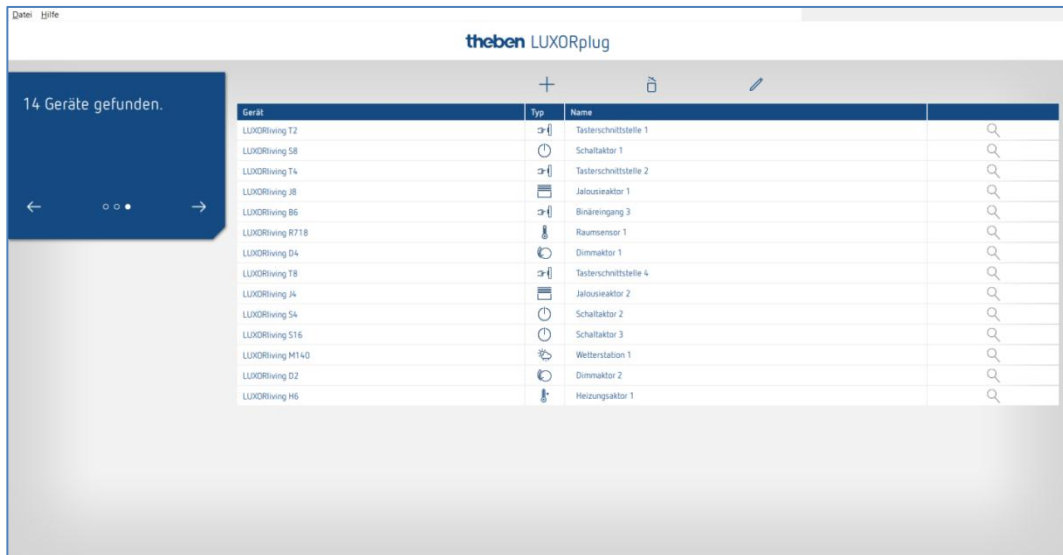 Datei Hilfe
theben LUXORplug
14 Geräte gefunden.
Gerät Typ Name
LUXORliving T2 Tasterschnittstelle 1
LUXORliving S8 Schaltaktor 1
LUXORliving T4 Tasterschnittstelle 2
LUXORliving J8 Jalousieaktor 1
LUXORliving B6 Binäreingang 3
LUXORliving R718 Raumsensor 1
LUXORliving D4 Dimmaktor 1
LUXORliving T8 Tasterschnittstelle 4
LUXORliving J4 Jalousieaktor 2
LUXORliving S4 Schaltaktor 2
LUXORliving S16 Schaltaktor 3
LUXORliving M140 Wetterstation 1
LUXORliving D2 Dimmaktor 2
LUXORliving H6 Heizungsaktor 1